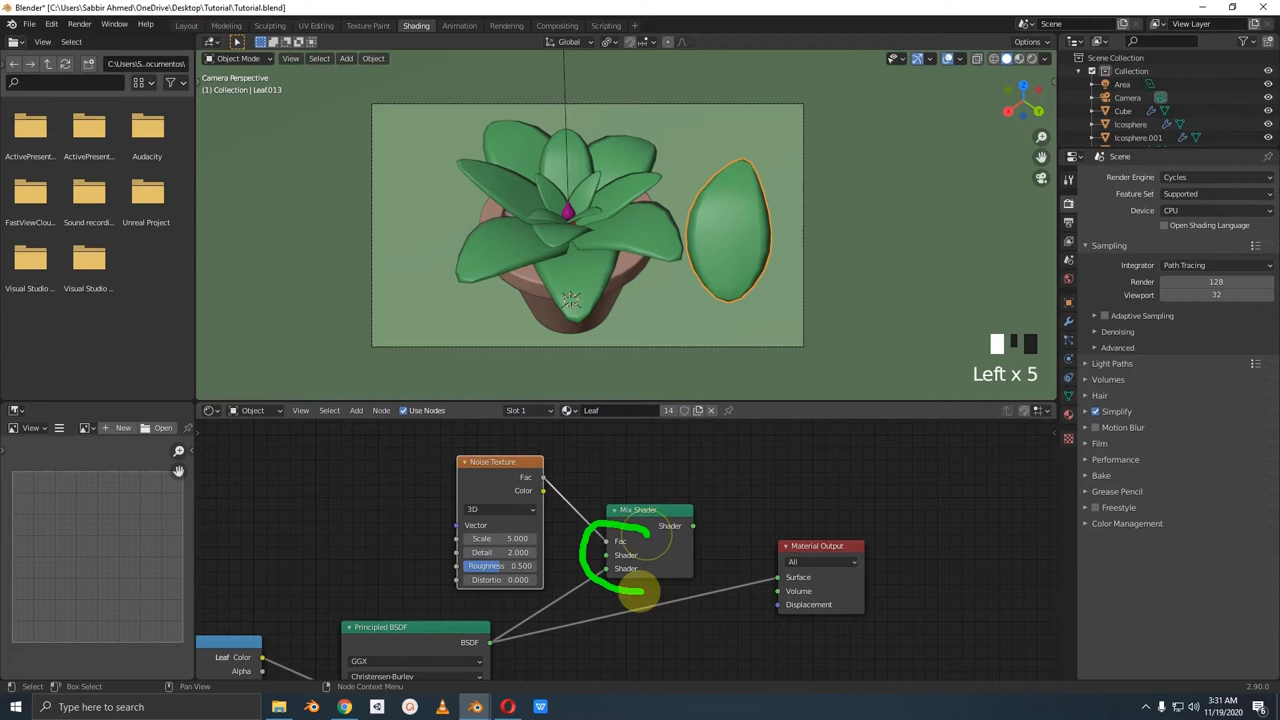 Blender* [C:\Users\Sabbir Ahmed\OneDrive\Desktop\Tutorial\Tutorial.blend]
File Edit Render Window Help Layout Modeling Sculpting UV Editing Texture Paint Shading Animation Rendering Compositing Scripting Scene View Layer
View Select Global Options
C:\Users\S...ocumentos\ Object Mode View Select Add Object
Camera Perspective
(1) Collection | Leaf.013
ActivePresent... ActivePresent... Audacity
FastViewClou... Sound recordi... Unreal Project
Visual Studio ... Visual Studio ...
X Y Z
Left x 5
Scene Collection
Collection
Area
Camera
Cube
Icosphere
Icosphere.001
Scene
Render Engine Cycles
Feature Set Supported
Device CPU
Open Shading Language
Sampling
Integrator Path Tracing
Render 128
Viewport 32
Adaptive Sampling
Denoising
Advanced
Light Paths
Volumes
Hair
Simplify
Motion Blur
Film
Performance
Bake
Grease Pencil
Freestyle
Color Management
View New Open
Object View Select Add Node Use Nodes Slot 1 Leaf 14
Noise Texture
Fac
Color
3D
Vector
Scale 5.000
Detail 2.000
Roughness 0.500
Distortio 0.000
Mix Shader
Shader
Fac
Shader
Shader
Material Output
All
Surface
Volume
Displacement
Principled BSDF
BSDF
GGX
Christensen-Burley
Leaf Color
Alpha
Select Box Select Pan View Node Context Menu 2.90.0
Type here to search
3:31 AM
11/19/2020
6